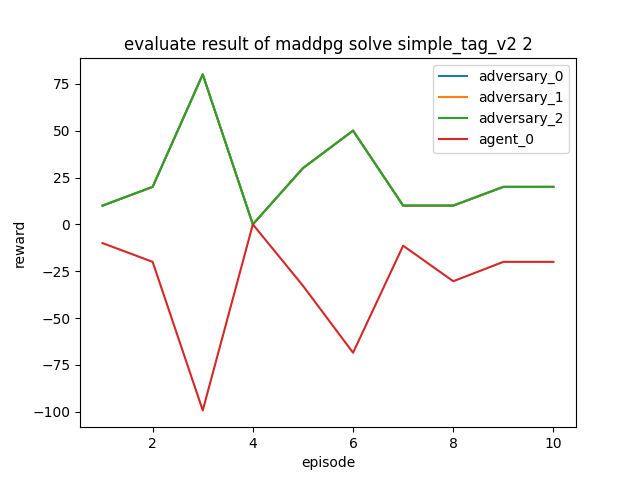 evaluate result of maddpg solve simple_tag_v2 2
adversary_0
adversary_1
adversary_2
agent_0
reward
75
50
25
0
−25
−50
−75
−100
2
4
6
8
10
episode